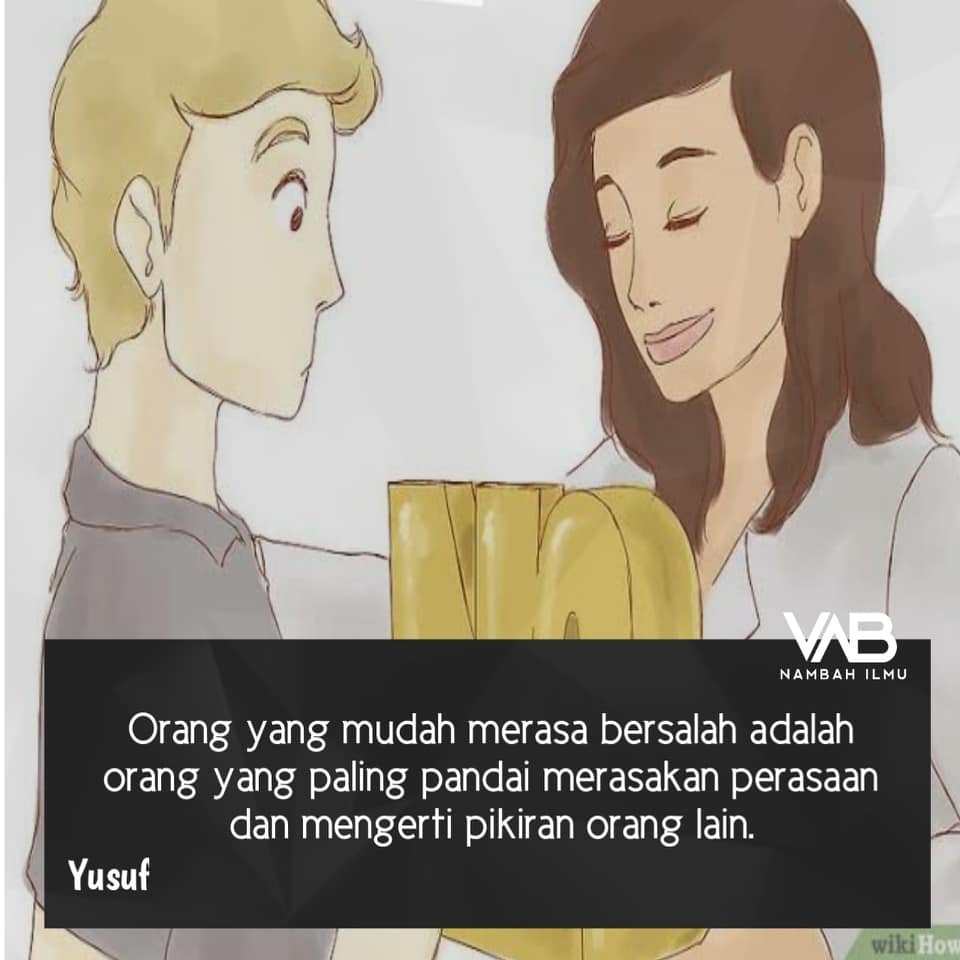 NO
VAB
NAMBAH ILMU
Orang yang mudah merasa bersalah adalah
orang yang paling pandai merasakan perasaan
dan mengerti pikiran orang lain.
Yusuf
wikiHow